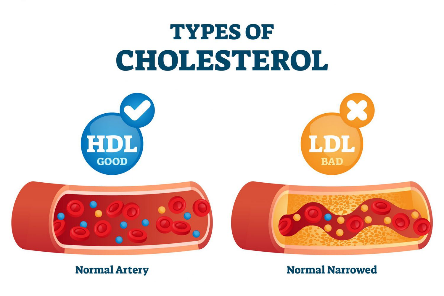 TYPES OF
CHOLESTEROL
HDL
GOOD
LDL
BAD
Normal Artery
Normal Narrowed